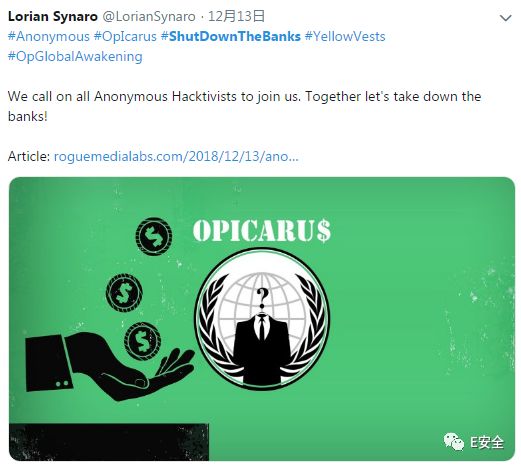 Lorian Synaro @LorianSynaro · 12月13日
#Anonymous #OpIcarus #ShutDownTheBanks #YellowVests
#OpGlobalAwakening
We call on all Anonymous Hacktivists to join us. Together let's take down the
banks!
Article: roguemedialabs.com/2018/12/13/ano…
OPICARU$
?
$
$
$
E安全